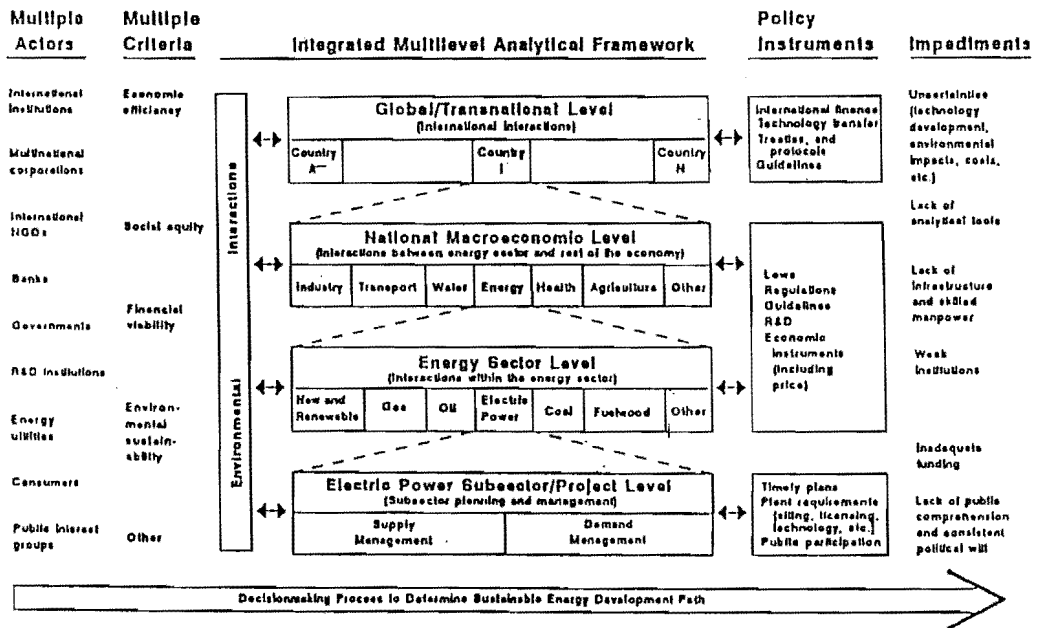 Multiple
Actors
Multiple
Criteria
Integrated Multilevel Analytical Framework
Policy
Instruments
Impediments
International
Institutions
Multinational
corporations
International
NGOs
Banks
Governments
R&D Institutions
Energy
utilities
Consumers
Public Interest
groups
Economic
efficiency
Social equity
Financial
viability
Environ-
mental
sustain-
ability
Other
Interactions
Environmental
Global/Transnational Level
(International Interactions)
Country
A
Country
I
Country
N
National Macroeconomic Level
(Interactions between energy sector and rest of the economy)
Industry
Transport
Water
Energy
Health
Agriculture
Other
Energy Sector Level
(Interactions within the energy sector)
New and
Renewable
Gas
Oil
Electric
Power
Coal
Fuelwood
Other
Electric Power Subsector/Project Level
(Subsector planning and management)
Supply
Management
Demand
Management
International finance
Technology transfer
Treaties, and
protocols
Guidelines
Laws
Regulations
Guidelines
R&D
Economic
Instruments
(including
price)
Timely plans
Plant requirements
(siting, licensing,
technology, etc.)
Public participation
Uncertainties
(technology
development,
environmental
impacts, costs,
etc.)
Lack of
analytical tools
Lack of
infrastructure
and skilled
manpower
Weak
Institutions
Inadequate
funding
Lack of public
comprehension
and consistent
political will
Decisionmaking Process to Determine Sustainable Energy Development Path